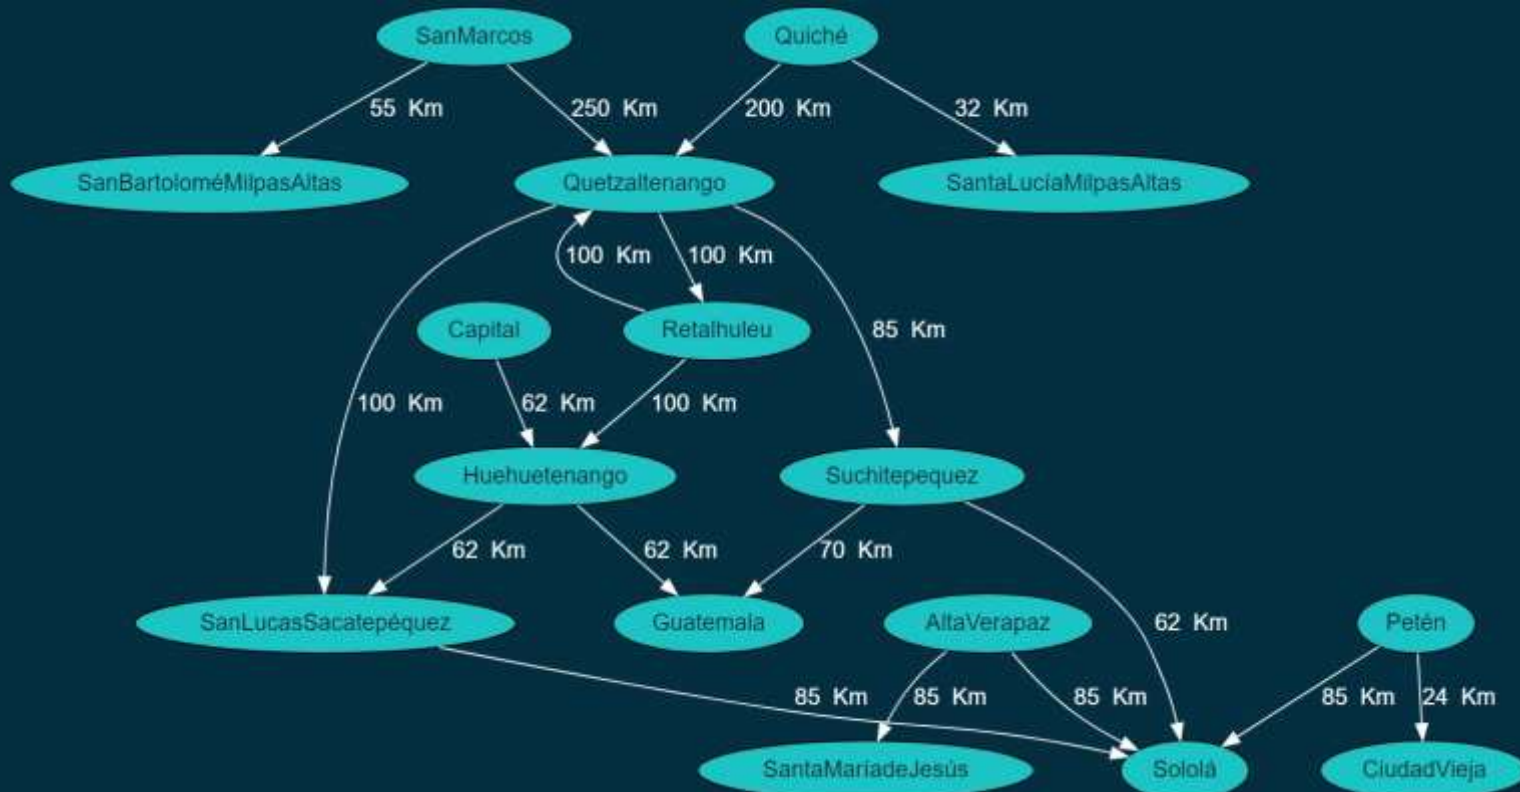 SanMarcos
Quiché
55 Km
250 Km
200 Km
32 Km
SanBartoloméMilpasAltas
Quetzaltenango
SantaLucíaMilpasAltas
100 Km
100 Km
Capital
Retalhuleu
85 Km
100 Km
62 Km
100 Km
Huehuetenango
Suchitepequez
62 Km
62 Km
70 Km
SanLucasSacatepéquez
Guatemala
AltaVerapaz
62 Km
Petén
85 Km
85 Km
85 Km
85 Km
24 Km
SantaMaríadeJesús
Sololá
CiudadVieja